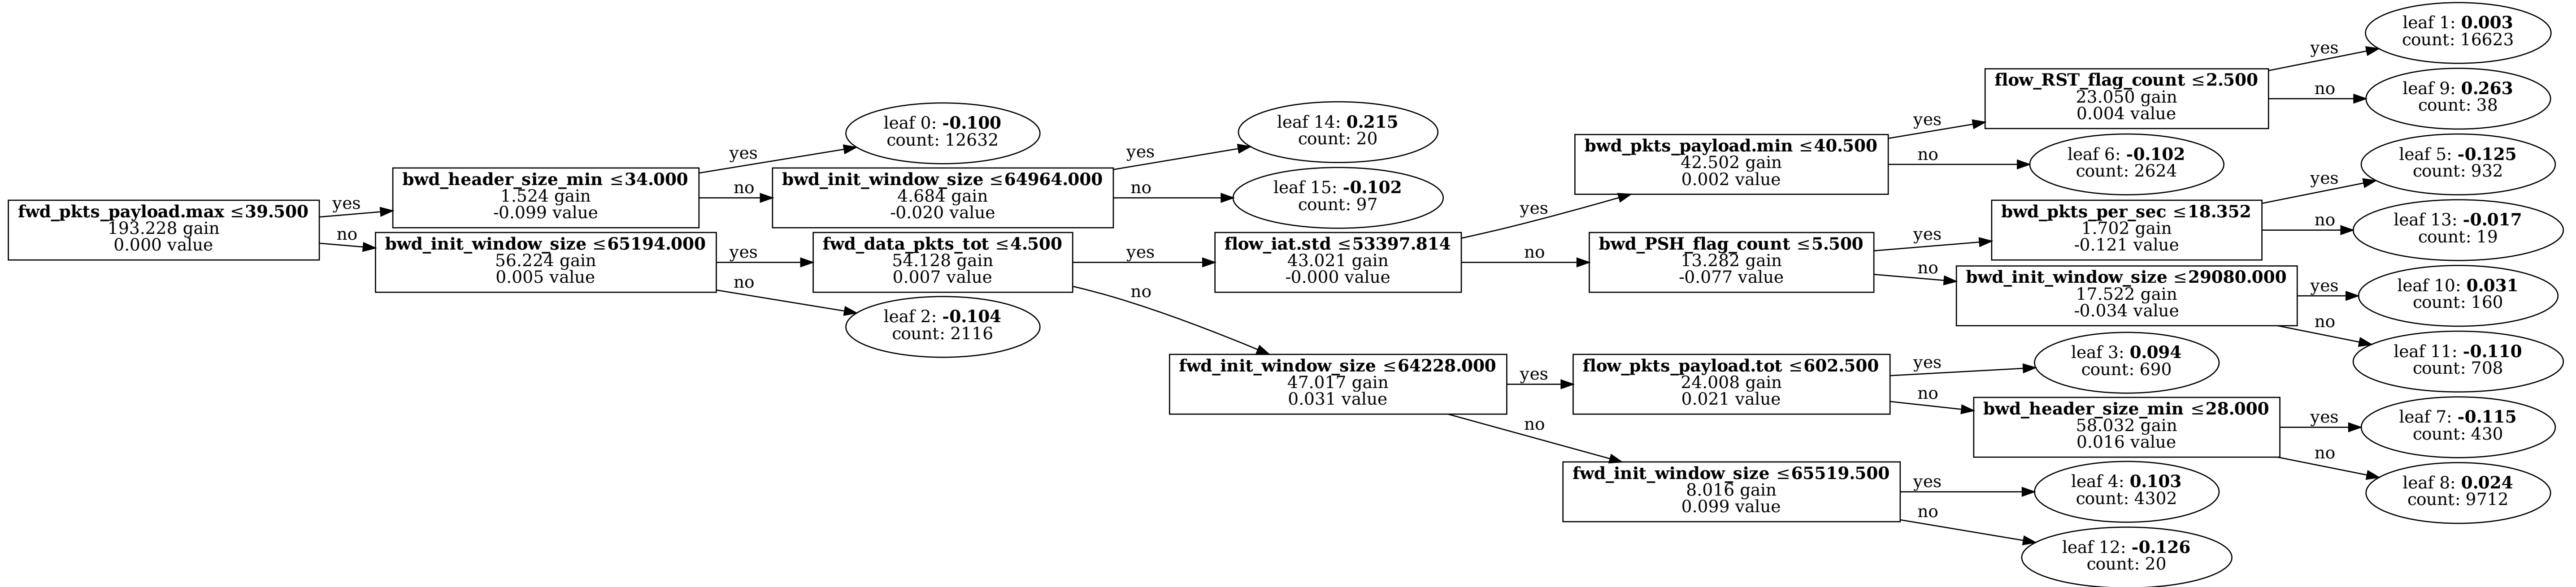 fwd_pkts_payload.max ≤39.500
193.228 gain
0.000 value
yes
no
bwd_header_size_min ≤34.000
1.524 gain
-0.099 value
yes
no
bwd_init_window_size ≤65194.000
56.224 gain
0.005 value
yes
no
leaf 0: -0.100
count: 12632
bwd_init_window_size ≤64964.000
4.684 gain
-0.020 value
yes
no
fwd_data_pkts_tot ≤4.500
54.128 gain
0.007 value
yes
no
leaf 2: -0.104
count: 2116
leaf 14: 0.215
count: 20
leaf 15: -0.102
count: 97
flow_iat.std ≤53397.814
43.021 gain
-0.000 value
yes
no
fwd_init_window_size ≤64228.000
47.017 gain
0.031 value
yes
no
bwd_pkts_payload.min ≤40.500
42.502 gain
0.002 value
yes
no
bwd_PSH_flag_count ≤5.500
13.282 gain
-0.077 value
yes
no
flow_pkts_payload.tot ≤602.500
24.008 gain
0.021 value
yes
no
fwd_init_window_size ≤65519.500
8.016 gain
0.099 value
yes
no
flow_RST_flag_count ≤2.500
23.050 gain
0.004 value
yes
no
leaf 6: -0.102
count: 2624
bwd_pkts_per_sec ≤18.352
1.702 gain
-0.121 value
yes
no
bwd_init_window_size ≤29080.000
17.522 gain
-0.034 value
yes
no
leaf 3: 0.094
count: 690
bwd_header_size_min ≤28.000
58.032 gain
0.016 value
yes
no
leaf 4: 0.103
count: 4302
leaf 12: -0.126
count: 20
leaf 1: 0.003
count: 16623
leaf 9: 0.263
count: 38
leaf 5: -0.125
count: 932
leaf 13: -0.017
count: 19
leaf 10: 0.031
count: 160
leaf 11: -0.110
count: 708
leaf 7: -0.115
count: 430
leaf 8: 0.024
count: 9712